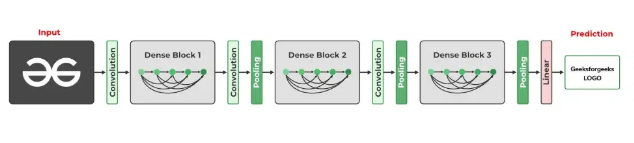 Input
Convolution
Dense Block 1
Convolution
Pooling
Dense Block 2
Convolution
Pooling
Dense Block 3
Pooling
Linear
Prediction
Geeksforgeeks
LOGO